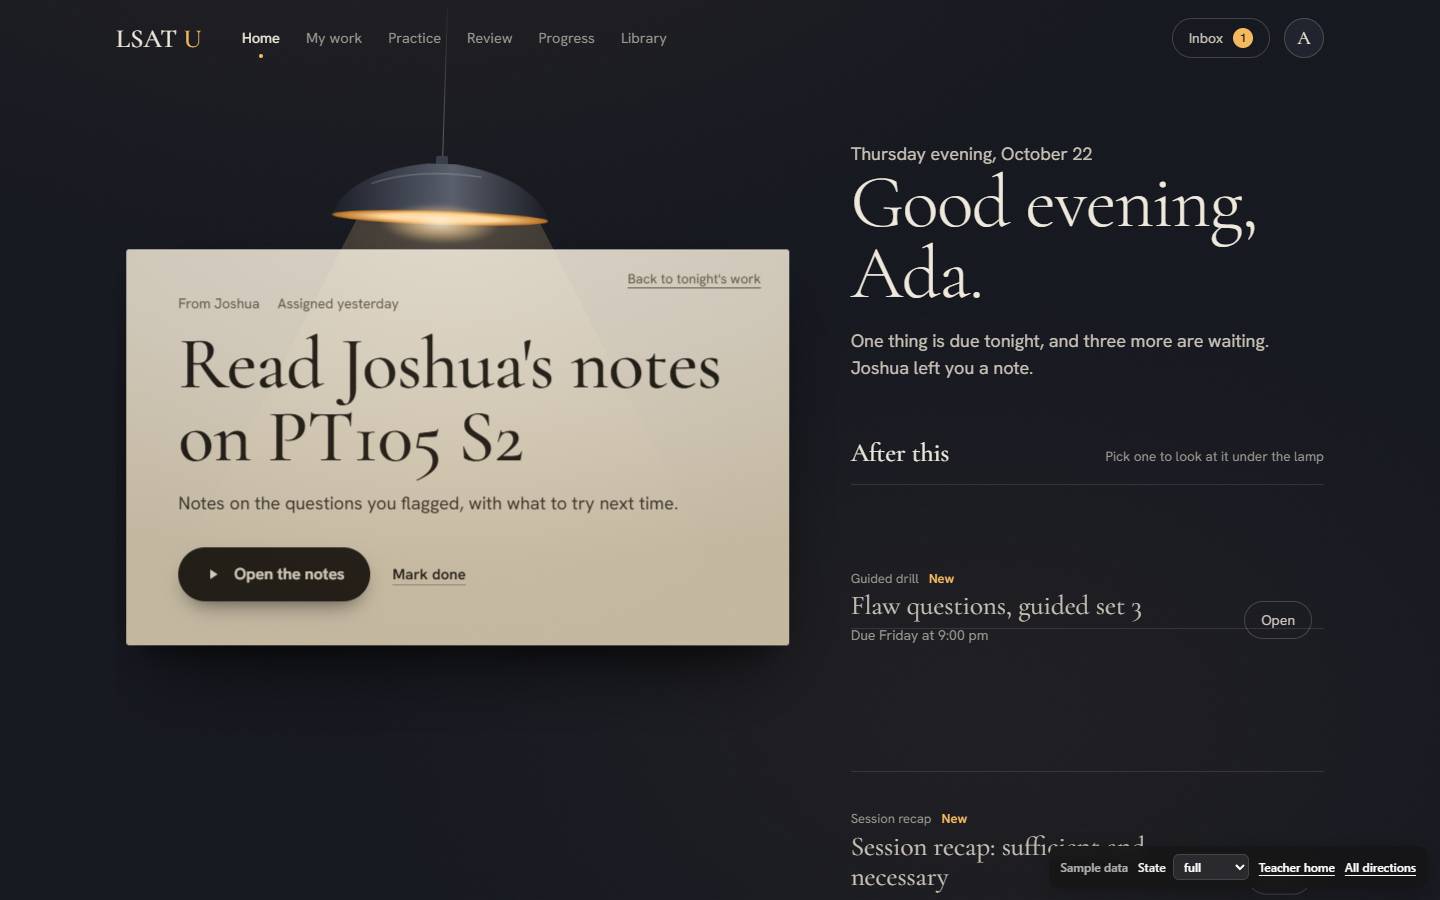 LSAT U
Home
My work
Practice
Review
Progress
Library
Inbox 1
A
Back to tonight's work
From Joshua Assigned yesterday
Read Joshua's notes
on PT105 S2
Notes on the questions you flagged, with what to try next time.
Open the notes
Mark done
Thursday evening, October 22
Good evening,
Ada.
One thing is due tonight, and three more are waiting.
Joshua left you a note.
After this
Pick one to look at it under the lamp
Guided drill New
Flaw questions, guided set 3
Due Friday at 9:00 pm
Open
Session recap New
Session recap: sufficient and
necessary
Sample data State full Teacher home All directions